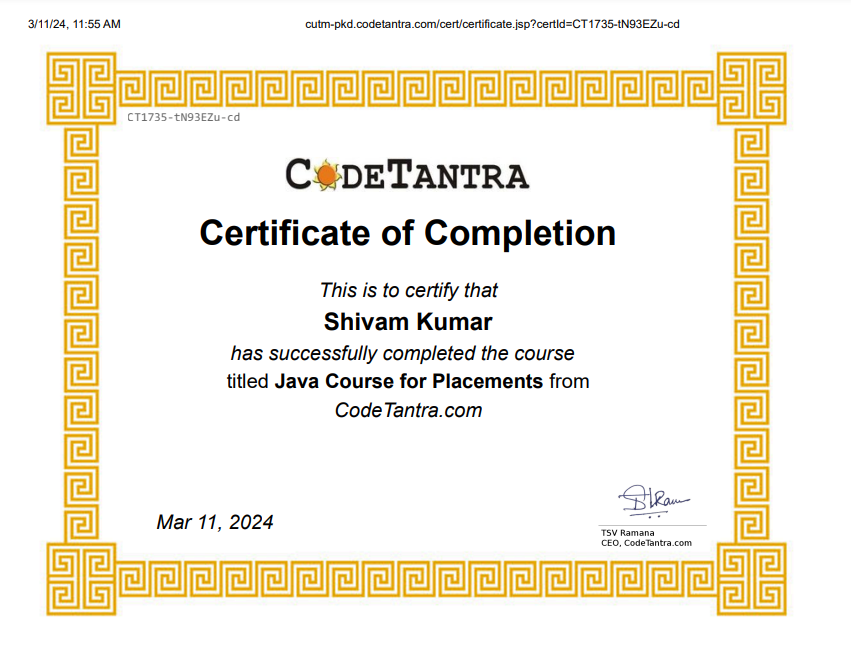 3/11/24, 11:55 AM cutm-pkd.codetantra.com/cert/certificate.jsp?certId=CT1735-tN93EZu-cd
CT1735-tN93EZu-cd
CODETANTRA
Certificate of Completion
This is to certify that
Shivam Kumar
has successfully completed the course
titled Java Course for Placements from
CodeTantra.com
Mar 11, 2024
TSV Ramana
CEO, CodeTantra.com